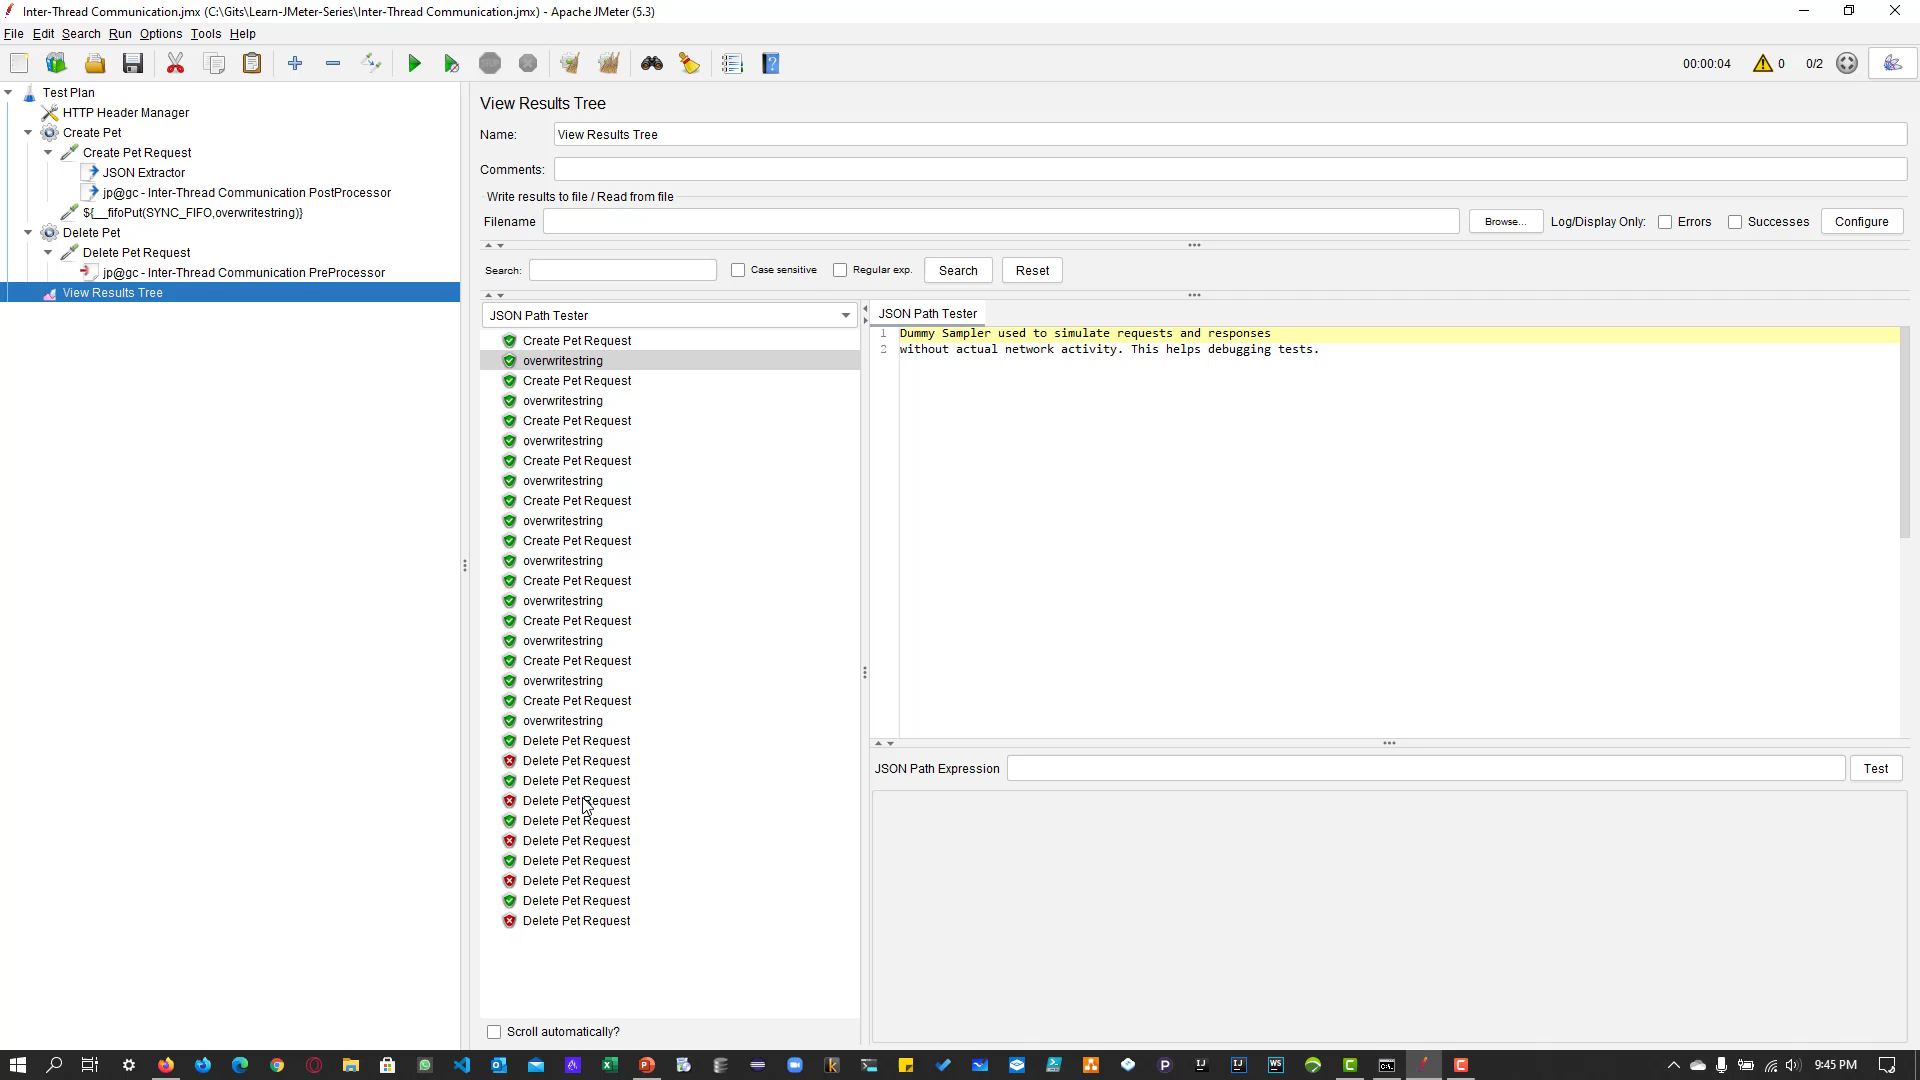 Inter-Thread Communication.jmx (C:\Gits\Learn-JMeter-Series\Inter-Thread Communication.jmx) - Apache JMeter (5.3)
File Edit Search Run Options Tools Help
00:00:04 0 0/2
Test Plan
HTTP Header Manager
Create Pet
Create Pet Request
JSON Extractor
jp@gc - Inter-Thread Communication PostProcessor
${__fifoPut(SYNC_FIFO,overwritestring)}
Delete Pet
Delete Pet Request
jp@gc - Inter-Thread Communication PreProcessor
View Results Tree
View Results Tree
Name: View Results Tree
Comments:
Write results to file / Read from file
Filename Browse... Log/Display Only: Errors Successes Configure
Search: Case sensitive Regular exp. Search Reset
JSON Path Tester
Create Pet Request
overwritestring
Create Pet Request
overwritestring
Create Pet Request
overwritestring
Create Pet Request
overwritestring
Create Pet Request
overwritestring
Create Pet Request
overwritestring
Create Pet Request
overwritestring
Create Pet Request
overwritestring
Create Pet Request
overwritestring
Create Pet Request
overwritestring
Delete Pet Request
Delete Pet Request
Delete Pet Request
Delete Pet Request
Delete Pet Request
Delete Pet Request
Delete Pet Request
Delete Pet Request
Delete Pet Request
Delete Pet Request
Scroll automatically?
JSON Path Tester
1 Dummy Sampler used to simulate requests and responses
2 without actual network activity. This helps debugging tests.
JSON Path Expression Test
9:45 PM